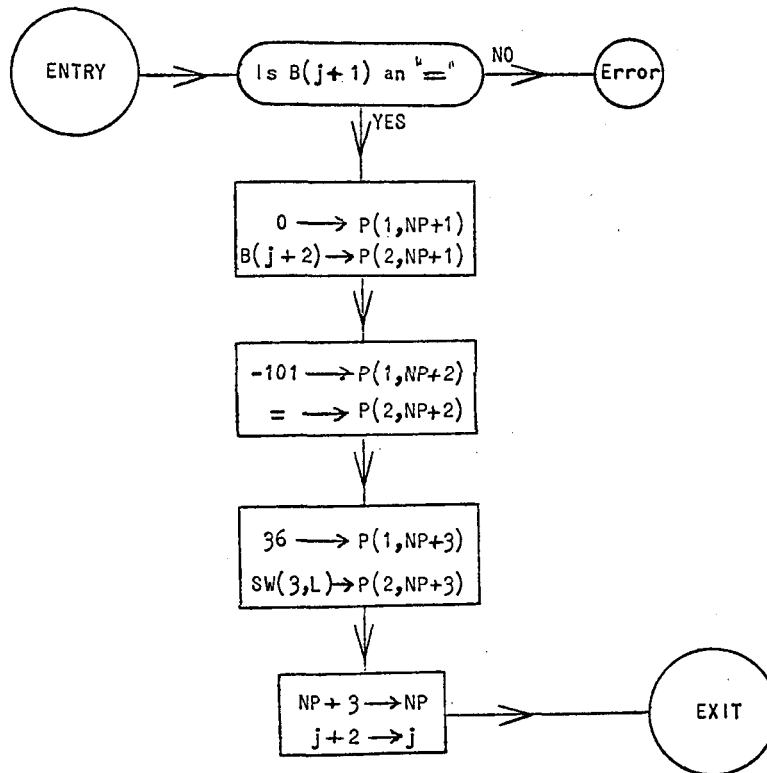 ENTRY
Is B(j+1) an "="
NO
Error
YES
0 → P(1,NP+1)
B(j+2)→P(2,NP+1)
-101 → P(1,NP+2)
= → P(2,NP+2)
36 → P(1,NP+3)
SW(3,L)→P(2,NP+3)
NP+3→NP
j+2→j
EXIT